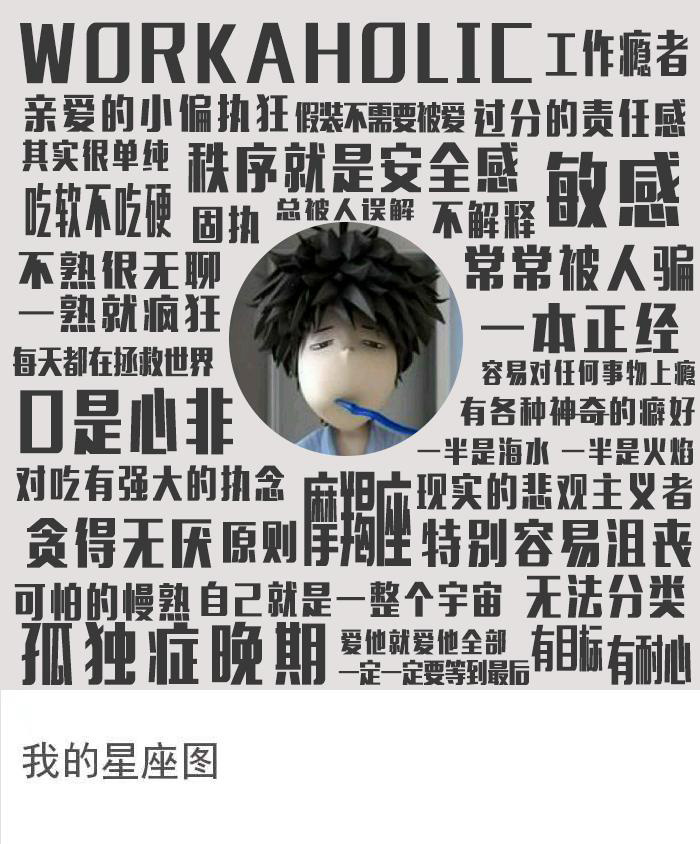 WORKAHOLIC 工作瘾者
亲爱的小偏执狂 假装不需要被爱 过分的责任感
其实很单纯 秩序就是安全感 敏感
吃软不吃硬 固执 总被人误解 不解释
不熟很无聊 常常被人骗
一熟就疯狂 一本正经
每天都在拯救世界 容易对任何事物上瘾
口是心非 有各种神奇的癖好
一半是海水 一半是火焰
对吃有强大的执念 摩羯座 现实的悲观主义者
贪得无厌 原则 特别容易沮丧
可怕的慢熟 自己就是一整个宇宙 无法分类
孤独症晚期 爱他就爱他全部 有目标 有耐心
一定一定要等到最后
我的星座图